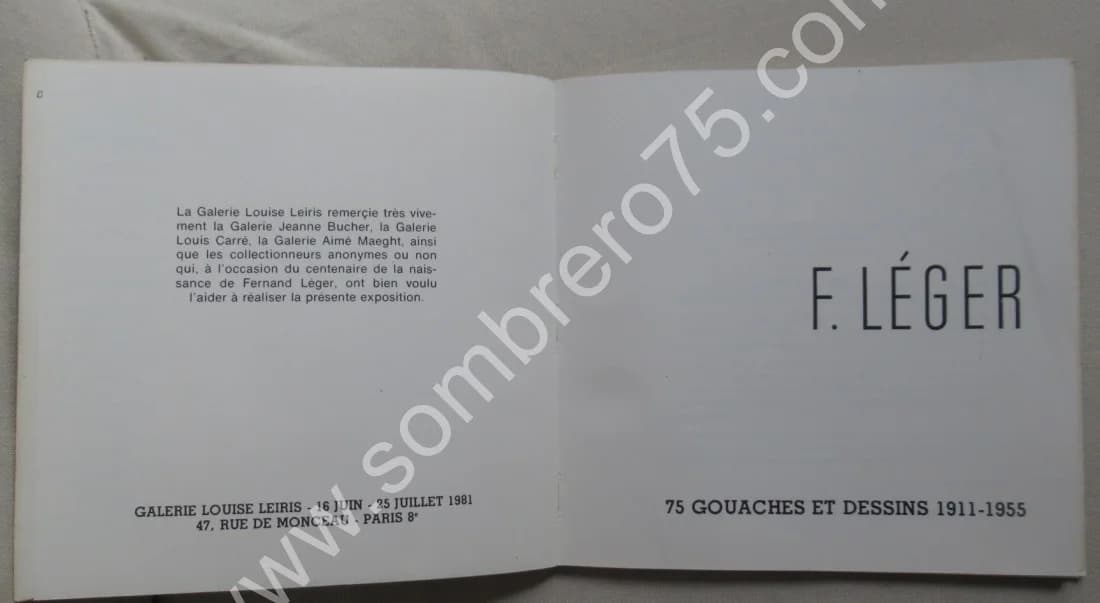 La Galerie Louise Leiris remerçie très vive-
ment la Galerie Jeanne Bucher, la Galerie
Louis Carré, la Galerie Aimé Maeght, ainsi
que les collectionneurs anonymes ou non
qui, à l'occasion du centenaire de la nais-
sance de Fernand Léger, ont bien voulu
l'aider à réaliser la présente exposition.
GALERIE LOUISE LEIRIS - 16 JUIN - 25 JUILLET 1981
47, RUE DE MONCEAU - PARIS 8e
F. LÉGER
75 GOUACHES ET DESSINS 1911-1955
www.sombrero75.com